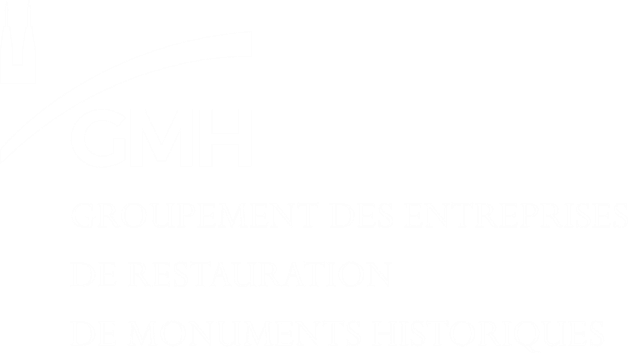 GMH
GROUPEMENT DES ENTREPRISES
DE RESTAURATION
DE MONUMENTS HISTORIQUES